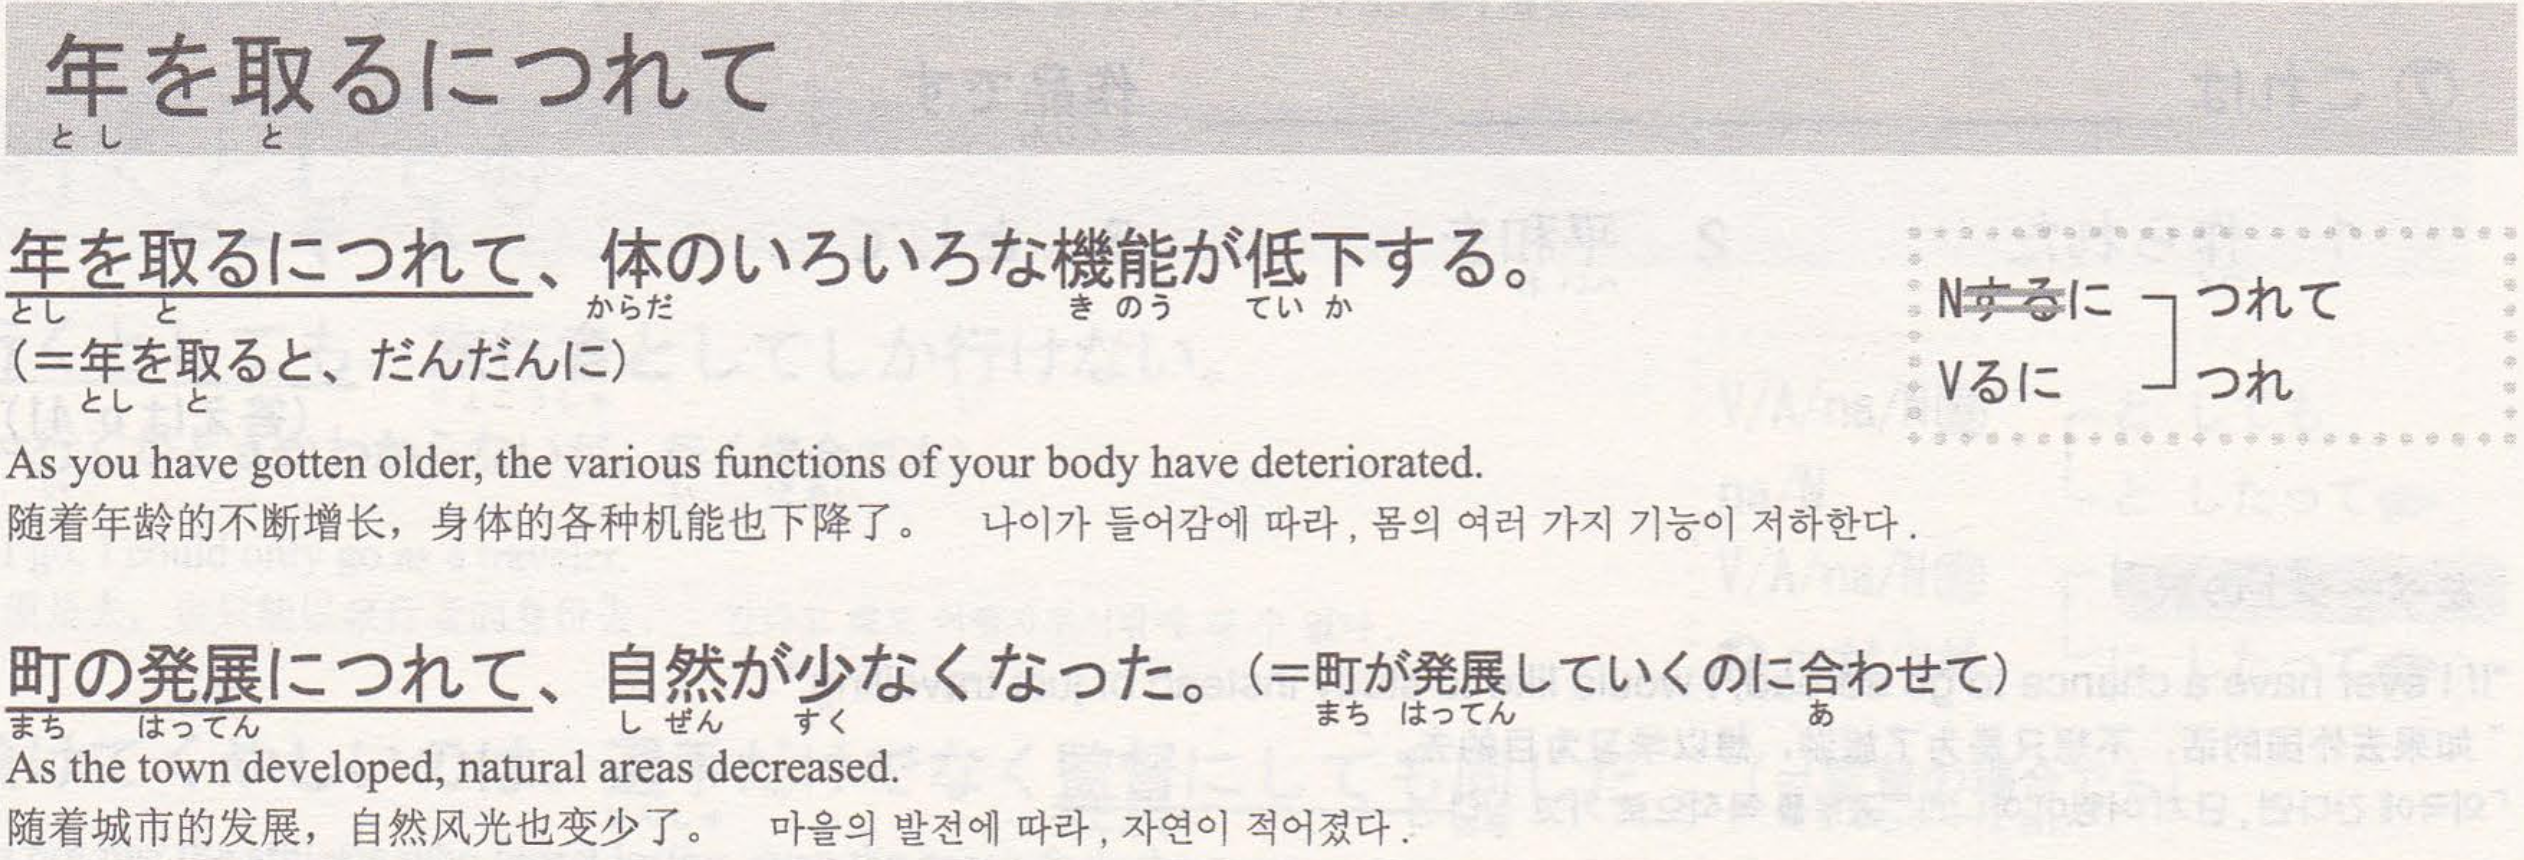 年を取るにつれて
とし と
年を取るにつれて、体のいろいろな機能が低下する。
とし と からだ きのう ていか
(＝年を取ると、だんだんに)
とし と
Nするに つれて
Vるに つれ
As you have gotten older, the various functions of your body have deteriorated.
随着年龄的不断增长，身体的各种机能也下降了。 나이가 들어감에 따라, 몸의 여러 가지 기능이 저하한다.
町の発展につれて、自然が少なくなった。(＝町が発展していくのに合わせて)
まち はってん しぜん すく まち はってん あ
As the town developed, natural areas decreased.
随着城市的发展，自然风光也变少了。 마을의 발전에 따라, 자연이 적어졌다.